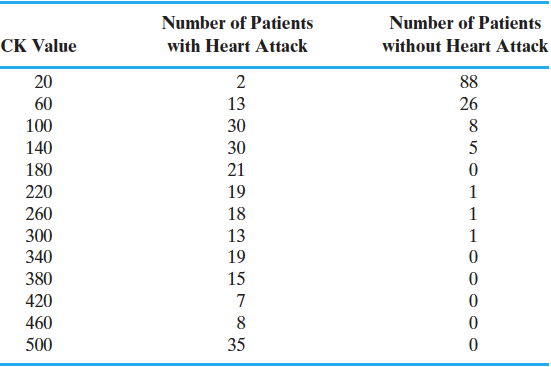 Number of Patients Number of Patients
CK Value with Heart Attack without Heart Attack
20 2 88
60 13 26
100 30 8
140 30 5
180 21 0
220 19 1
260 18 1
300 13 1
340 19 0
380 15 0
420 7 0
460 8 0
500 35 0